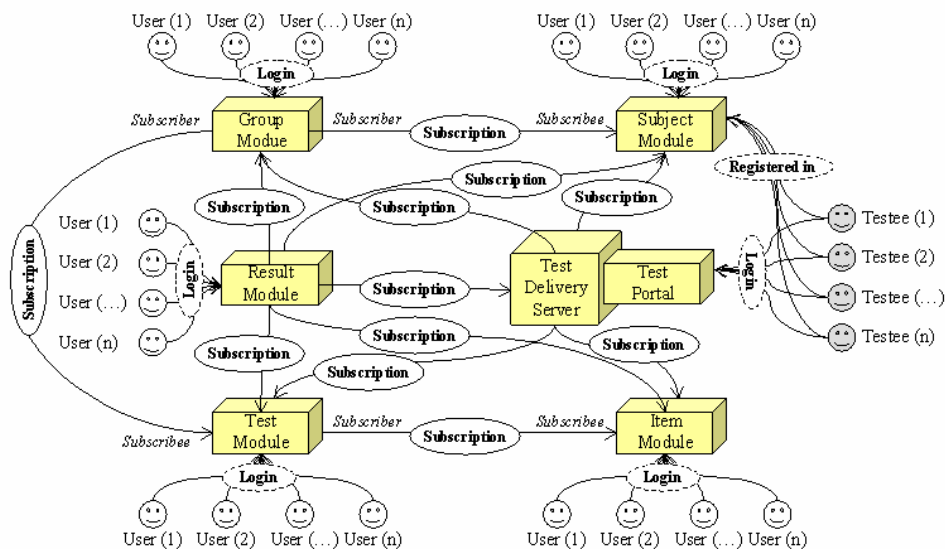 User (1) User (2) User (…) User (n)
User (1) User (2) User (…) User (n)
Login
Login
Subscriber
Group
Modue
Subscriber
Subscription
Subscribee
Subject
Module
Registered in
Subscription
Subscription
Subscription
Subscription
User (1)
User (2)
User (…)
User (n)
Login
Subscription
Result
Module
Subscription
Test
Delivery
Server
Test
Portal
Login
Testee (1)
Testee (2)
Testee (…)
Testee (n)
Subscription
Subscription
Subscription
Subscription
Subscribee
Test
Module
Subscriber
Subscription
Subscribee
Item
Module
Login
Login
User (1) User (2) User (…) User (n)
User (1) User (2) User (…) User (n)